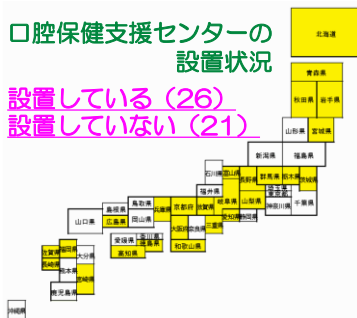 口腔保健支援センターの
設置状況
設置している（26）
設置していない（21）
北海道
青森県
秋田県 岩手県
山形県 宮城県
新潟県 福島県
石川県 富山県 長野県 群馬県 栃木県 茨城県
福井県 岐阜県 山梨県 埼玉県 東京都 千葉県
愛知県 静岡県 神奈川県
島根県 鳥取県 兵庫県 京都府 滋賀県
山口県 広島県 岡山県 大阪府 奈良県 三重県
和歌山県
愛媛県 香川県
高知県 徳島県
佐賀県 福岡県 大分県
長崎県 熊本県 宮崎県
鹿児島県
沖縄県